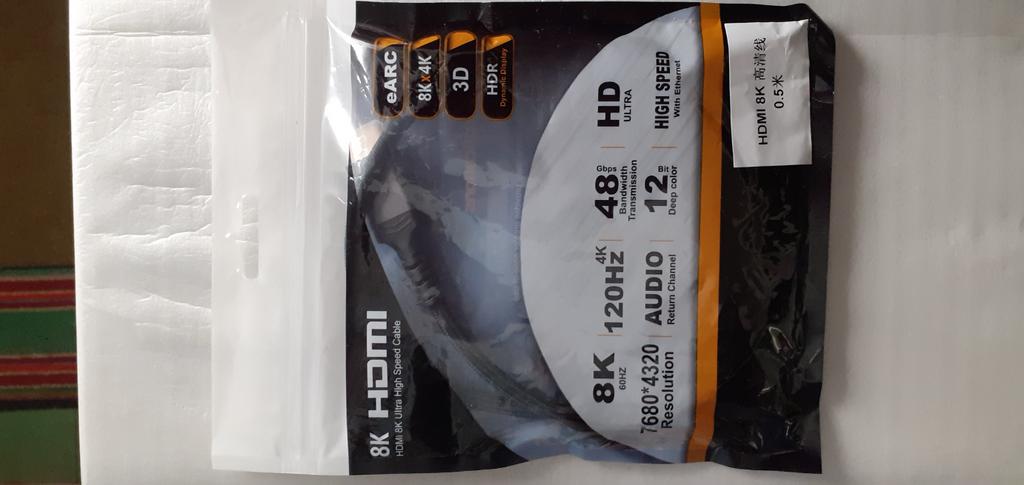 8K HDMI
HDMI 8K Ultra High Speed Cable
eARC
8K x 4K
3D
HDR
Dynamic Display
8K
60HZ
120HZ 4K
48 Gbps
Bandwidth
Transmission
HD
ULTRA
7680*4320
Resolution
AUDIO
Return Channel
12 Bit
Deep color
HIGH SPEED
With Ethernet
HDMI 8K 高清线
0.5米